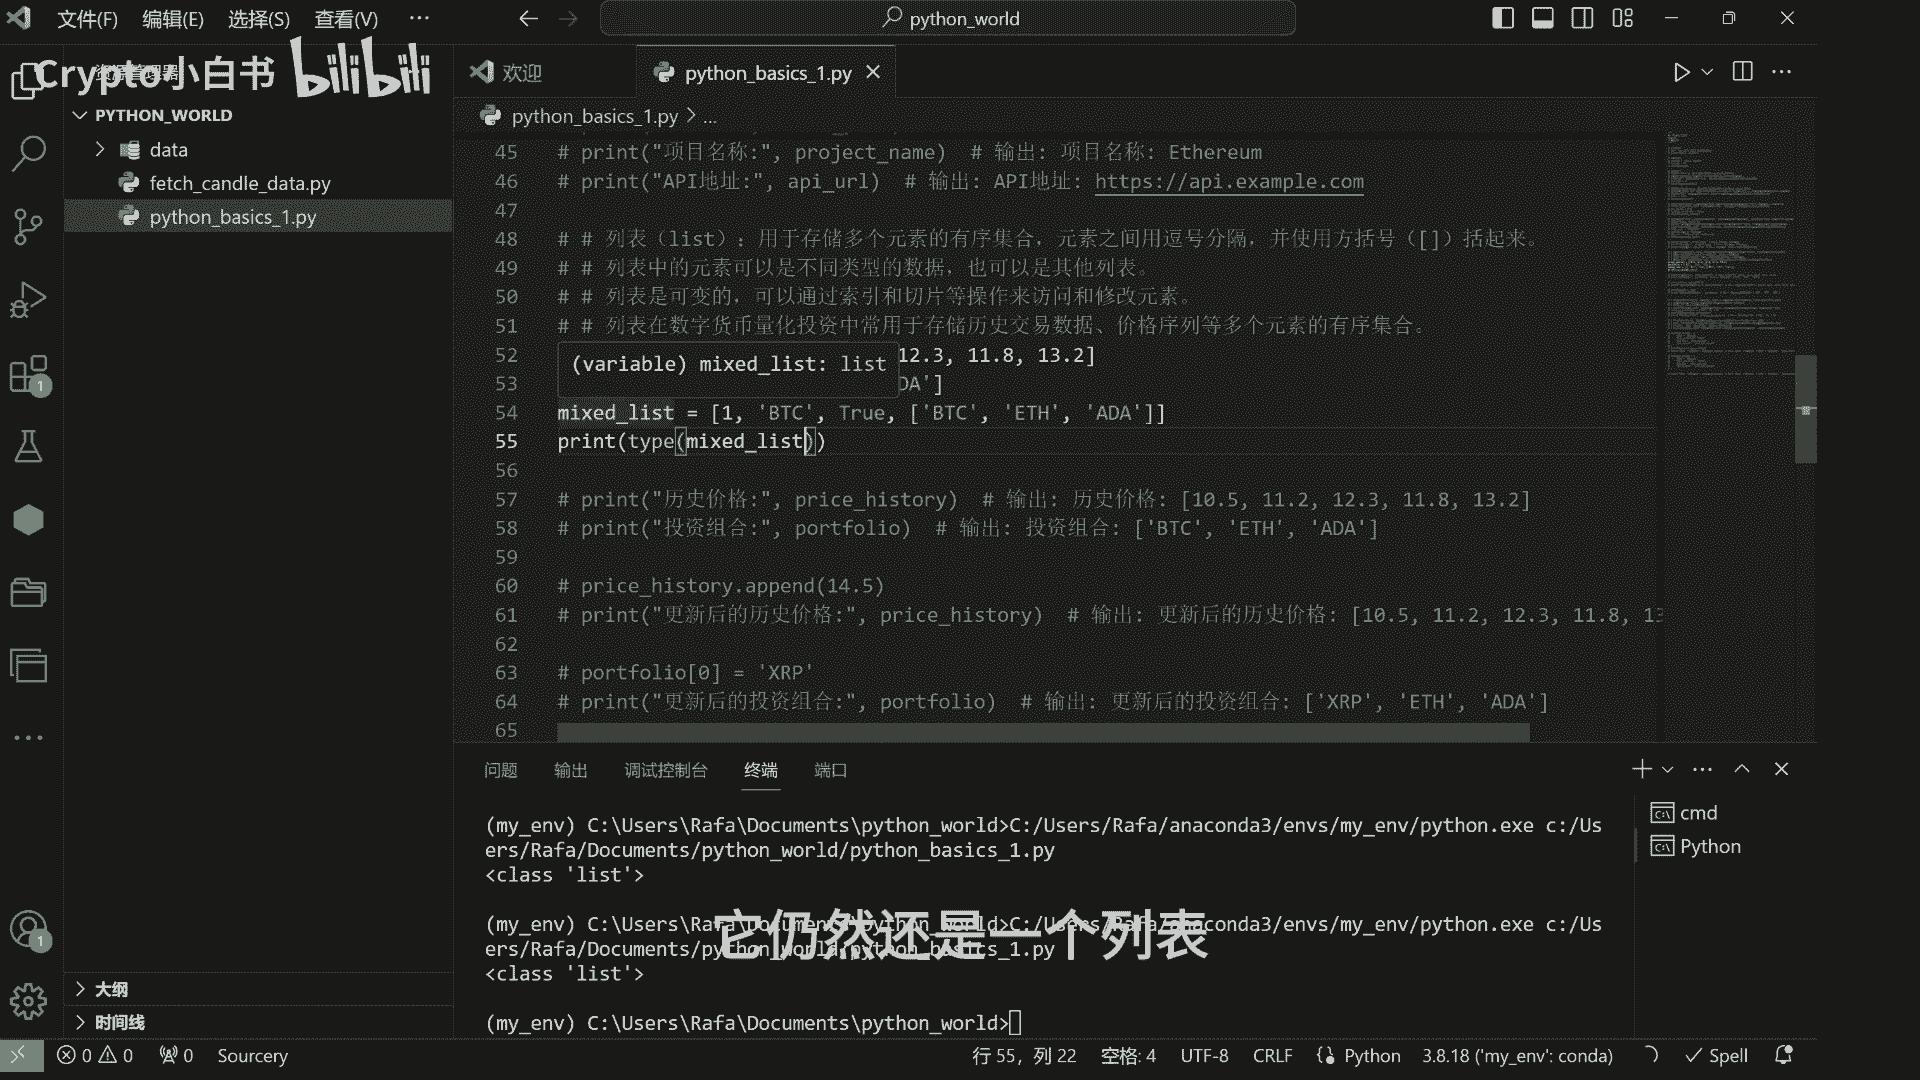 文件(F) 编辑(E) 选择(S) 查看(V) ··· python_world
Crypto小白书 bilibili
欢迎 python_basics_1.py
PYTHON_WORLD
data
fetch_candle_data.py
python_basics_1.py
python_basics_1.py > ...
45 # print("项目名称:", project_name)  # 输出: 项目名称: Ethereum
46 # print("API地址:", api_url)  # 输出: API地址: https://api.example.com
47
48 # # 列表（list）：用于存储多个元素的有序集合，元素之间用逗号分隔，并使用方括号（[]）括起来。
49 # # 列表中的元素可以是不同类型的数据，也可以是其他列表。
50 # # 列表是可变的，可以通过索引和切片等操作来访问和修改元素。
51 # # 列表在数字货币量化投资中常用于存储历史交易数据、价格序列等多个元素的有序集合。
52 12.3, 11.8, 13.2]
(variable) mixed_list: list
53 DA']
54 mixed_list = [1, 'BTC', True, ['BTC', 'ETH', 'ADA']]
55 print(type(mixed_list))
56
57 # print("历史价格:", price_history)  # 输出: 历史价格: [10.5, 11.2, 12.3, 11.8, 13.2]
58 # print("投资组合:", portfolio)  # 输出: 投资组合: ['BTC', 'ETH', 'ADA']
59
60 # price_history.append(14.5)
61 # print("更新后的历史价格:", price_history)  # 输出: 更新后的历史价格: [10.5, 11.2, 12.3, 11.8, 13
62
63 # portfolio[0] = 'XRP'
64 # print("更新后的投资组合:", portfolio)  # 输出: 更新后的投资组合: ['XRP', 'ETH', 'ADA']
65
问题 输出 调试控制台 终端 端口
cmd
Python
(my_env) C:\Users\Rafa\Documents\python_world>C:/Users/Rafa/anaconda3/envs/my_env/python.exe c:/Us
ers/Rafa/Documents/python_world/python_basics_1.py
<class 'list'>
(my_env) C:\Users\Rafa\Documents\python_world>C:/Users/Rafa/anaconda3/envs/my_env/python.exe c:/Us
ers/Rafa/Documents/python_world/python_basics_1.py
它仍然还是一个列表
<class 'list'>
(my_env) C:\Users\Rafa\Documents\python_world>
大纲
时间线
1
1
0 0 0 Sourcery 行 55，列 22 空格: 4 UTF-8 CRLF Python 3.8.18 ('my_env': conda) Spell